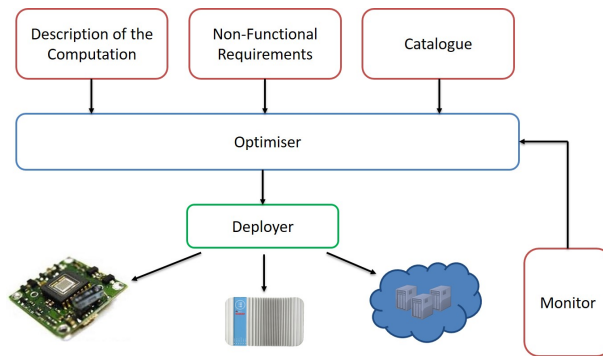 Description of the
Computation
Non-Functional
Requirements
Catalogue
Optimiser
Deployer
Monitor